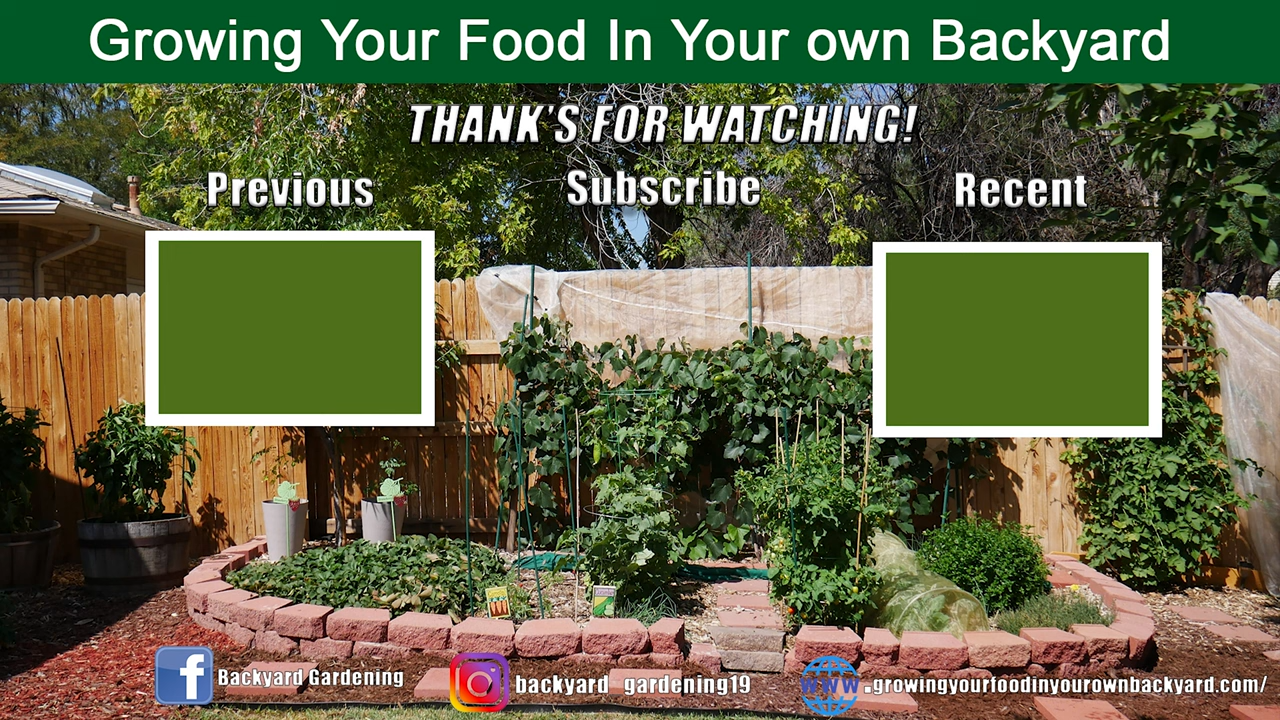 Growing Your Food In Your own Backyard
THANK'S FOR WATCHING!
Previous
Subscribe
Recent
f Backyard Gardening
backyard gardening19
www.growingyourfoodinyourownbackyard.com/